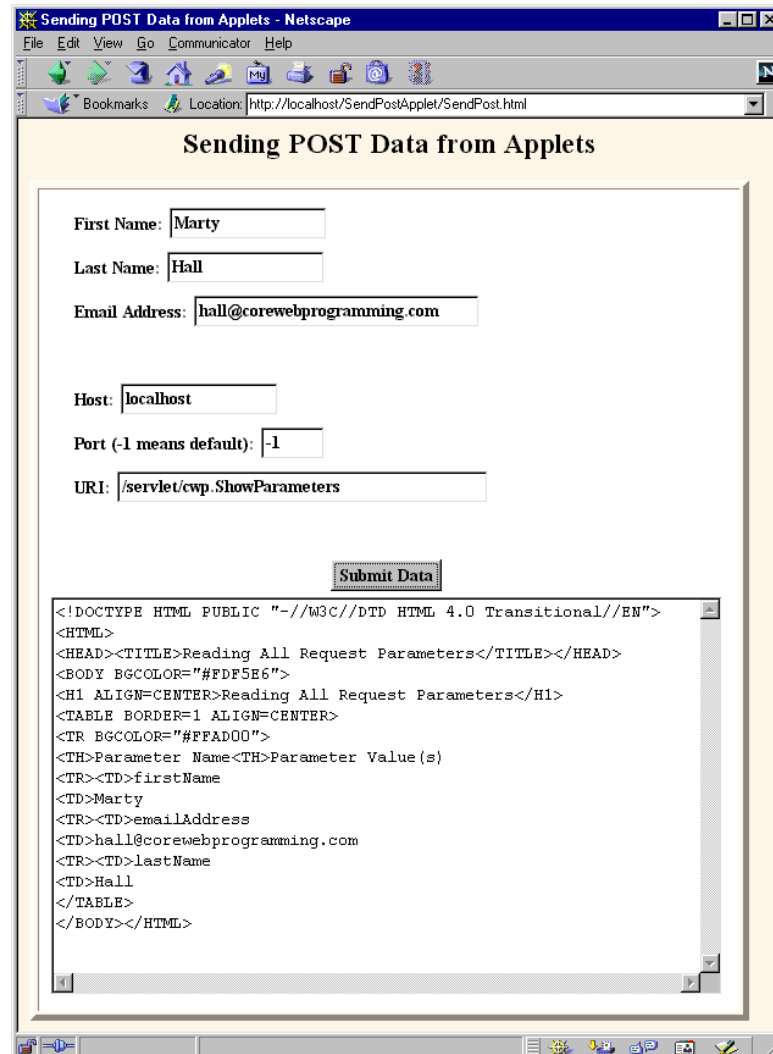 Sending POST Data from Applets - Netscape
File Edit View Go Communicator Help
My
N
Bookmarks Location: http://localhost/SendPostApplet/SendPost.html
Sending POST Data from Applets
First Name: Marty
Last Name: Hall
Email Address: hall@corewebprogramming.com
Host: localhost
Port (-1 means default): -1
URI: /servlet/cwp.ShowParameters
Submit Data
<!DOCTYPE HTML PUBLIC "-//W3C//DTD HTML 4.0 Transitional//EN">
<HTML>
<HEAD><TITLE>Reading All Request Parameters</TITLE></HEAD>
<BODY BGCOLOR="#FDF5E6">
<H1 ALIGN=CENTER>Reading All Request Parameters</H1>
<TABLE BORDER=1 ALIGN=CENTER>
<TR BGCOLOR="#FFAD00">
<TH>Parameter Name<TH>Parameter Value(s)
<TR><TD>firstName
<TD>Marty
<TR><TD>emailAddress
<TD>hall@corewebprogramming.com
<TR><TD>lastName
<TD>Hall
</TABLE>
</BODY></HTML>